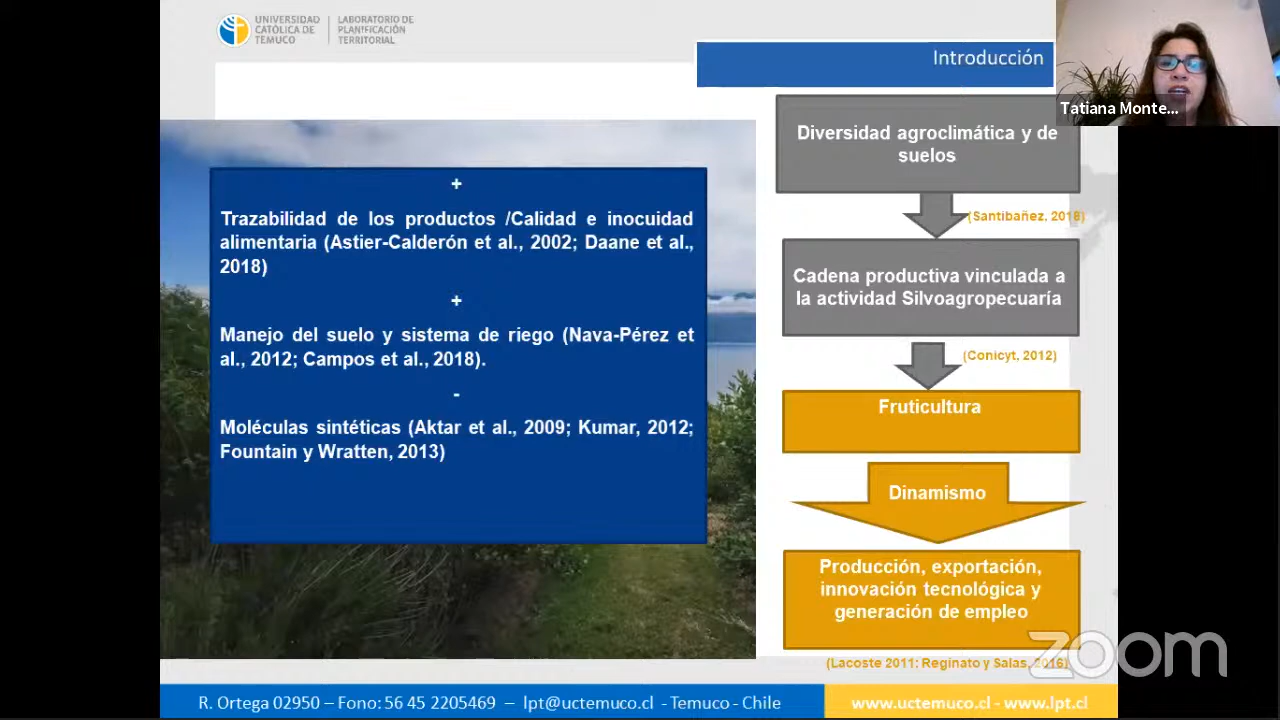 UNIVERSIDAD
CATÓLICA DE
TEMUCO
LABORATORIO DE
PLANIFICACIÓN
TERRITORIAL
Introducción
Tatiana Monte...
+
Trazabilidad de los productos /Calidad e inocuidad
alimentaria (Astier-Calderón et al., 2002; Daane et al.,
2018)
+
Manejo del suelo y sistema de riego (Nava-Pérez et
al., 2012; Campos et al., 2018).
-
Moléculas sintéticas (Aktar et al., 2009; Kumar, 2012;
Fountain y Wratten, 2013)
Diversidad agroclimática y de
suelos
(Santibañez, 2018)
Cadena productiva vinculada a
la actividad Silvoagropecuaría
(Conicyt, 2012)
Fruticultura
Dinamismo
Producción, exportación,
innovación tecnológica y
generación de empleo
(Lacoste 2011; Reginato y Salas, 2016)
zoom
R. Ortega 02950 – Fono: 56 45 2205469 – lpt@uctemuco.cl - Temuco - Chile
www.uctemuco.cl - www.lpt.cl